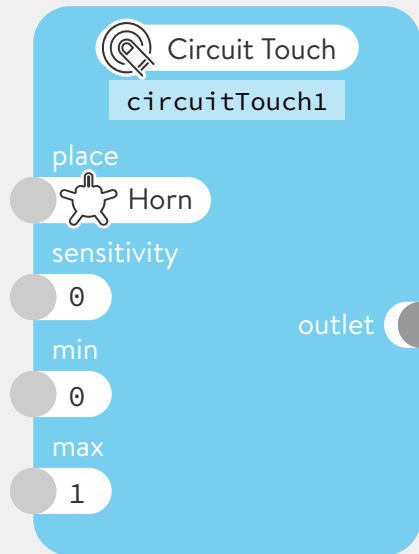 Circuit Touch
circuitTouch1
place
Horn
sensitivity
0
outlet
min
0
max
1